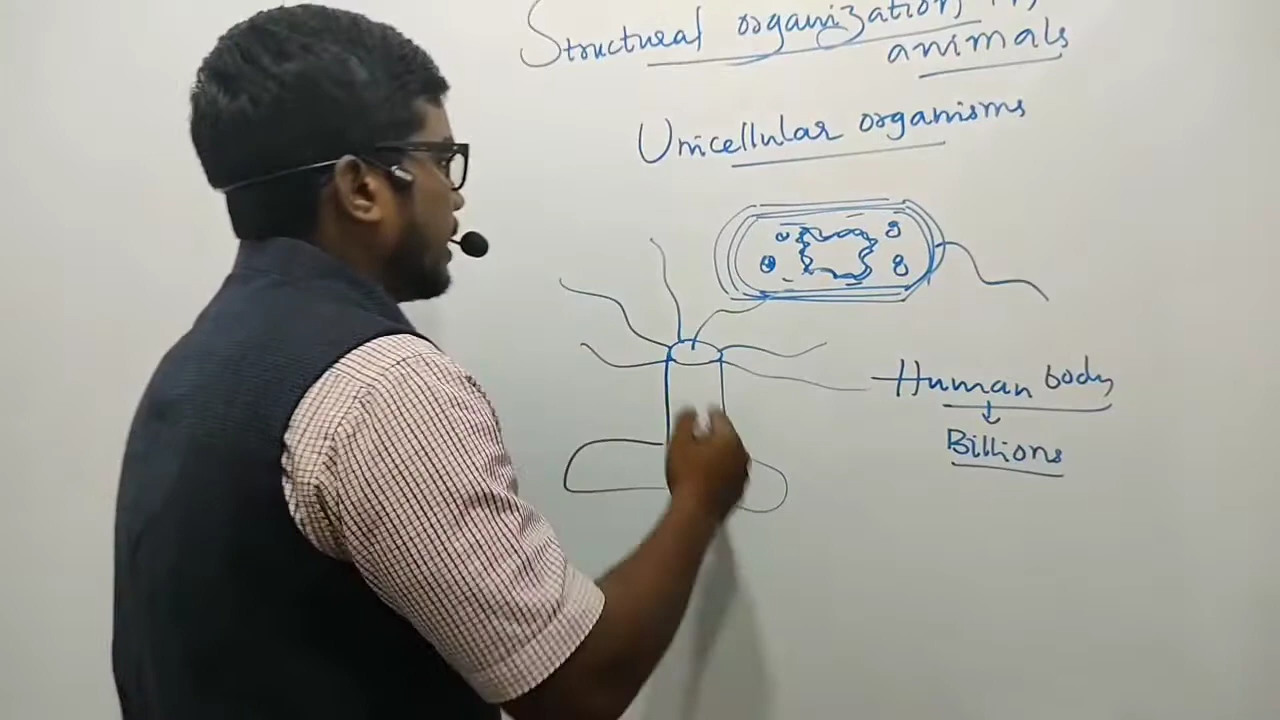 Structural organization in
animals
Unicellular organisms
Human body
Billions